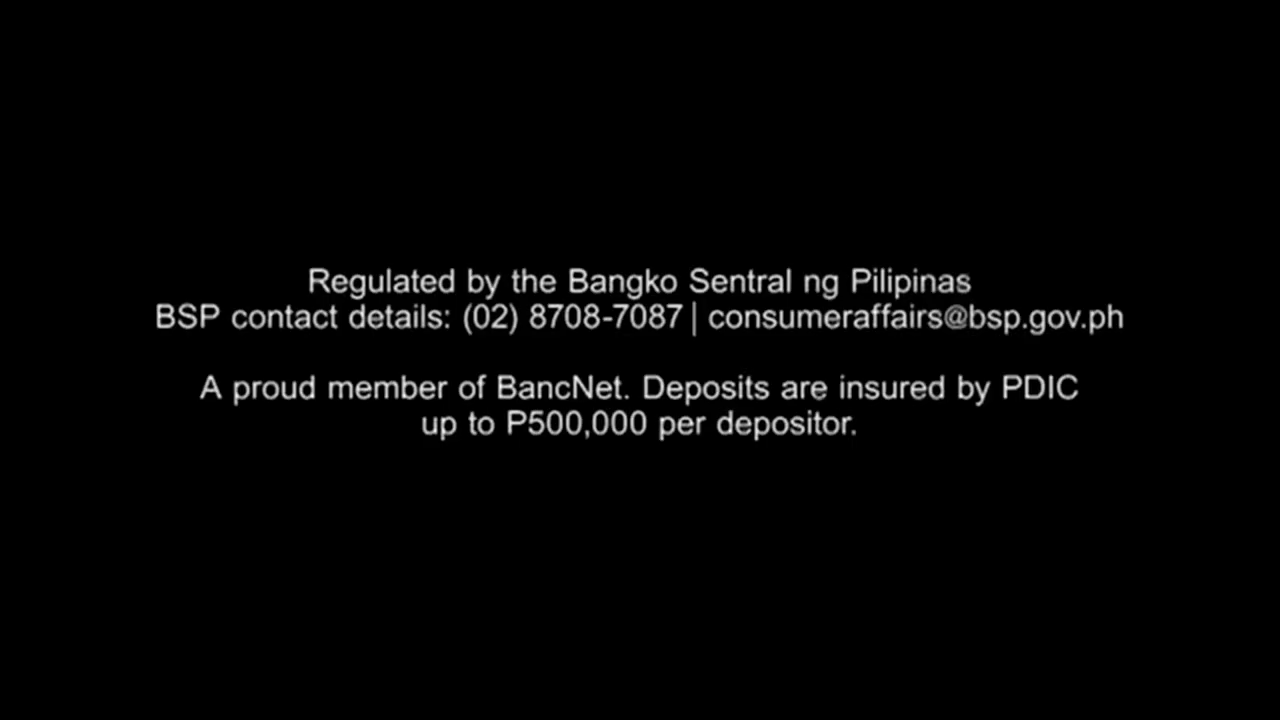 Regulated by the Bangko Sentral ng Pilipinas
BSP contact details: (02) 8708-7087 | consumeraffairs@bsp.gov.ph
A proud member of BancNet. Deposits are insured by PDIC
up to P500,000 per depositor.